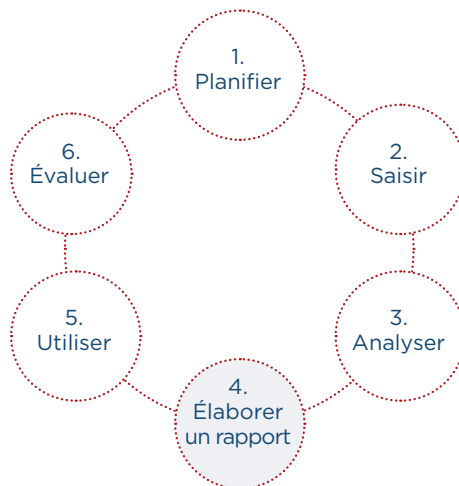 1.
Planifier
2.
Saisir
3.
Analyser
4.
Élaborer
un rapport
5.
Utiliser
6.
Évaluer